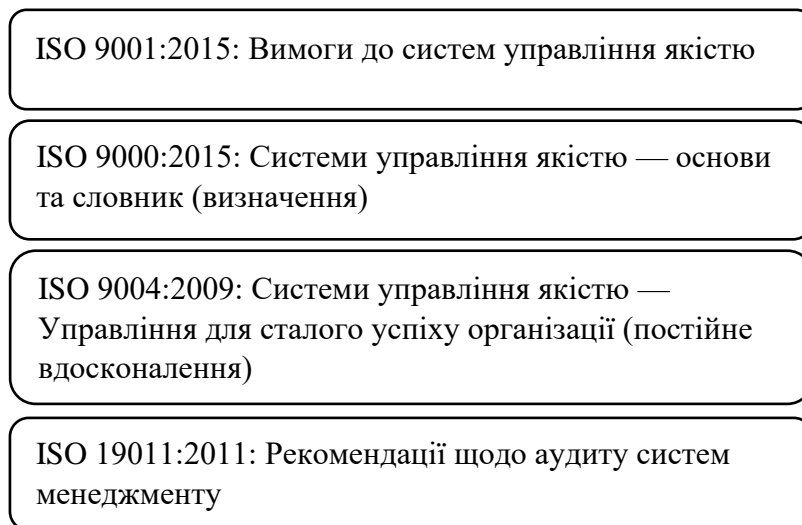 ISO 9001:2015: Вимоги до систем управління якістю
ISO 9000:2015: Системи управління якістю — основи
та словник (визначення)
ISO 9004:2009: Системи управління якістю —
Управління для сталого успіху організації (постійне
вдосконалення)
ISO 19011:2011: Рекомендації щодо аудиту систем
менеджменту